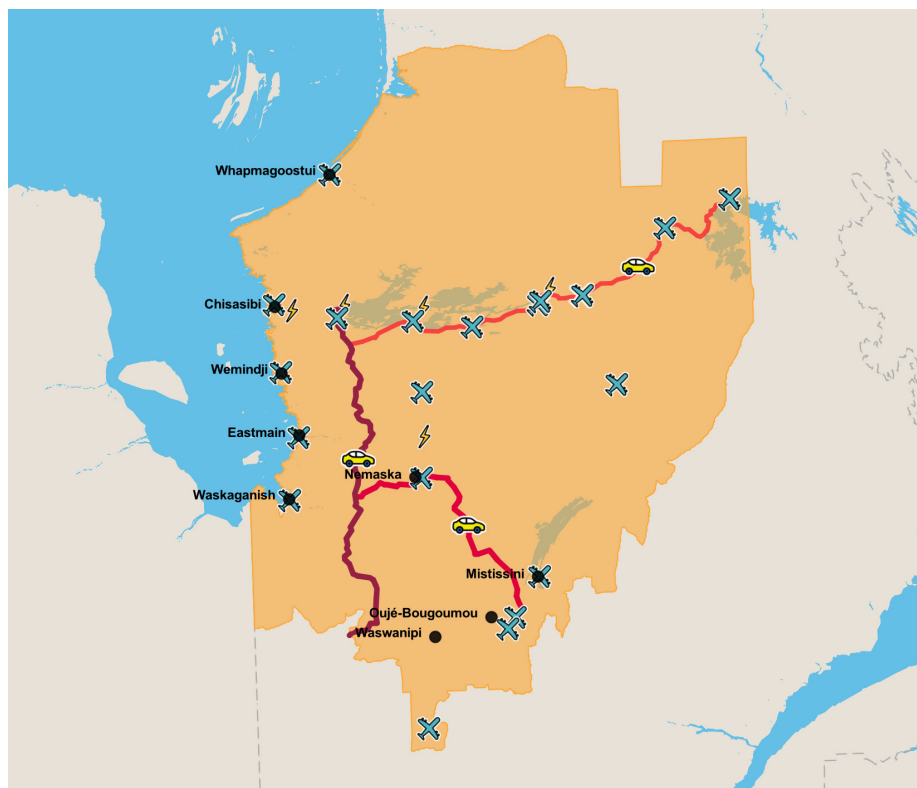 Whapmagoostui
Chisasibi
Wemindji
Eastmain
Nemaska
Waskaganish
Mistissini
Oujé-Bougoumou
Waswanipi